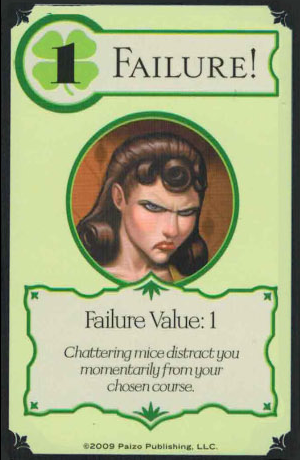 1 FAILURE!
Failure Value: 1
Chattering mice distract you
momentarily from your
chosen course.
©2009 Paizo Publishing, LLC.